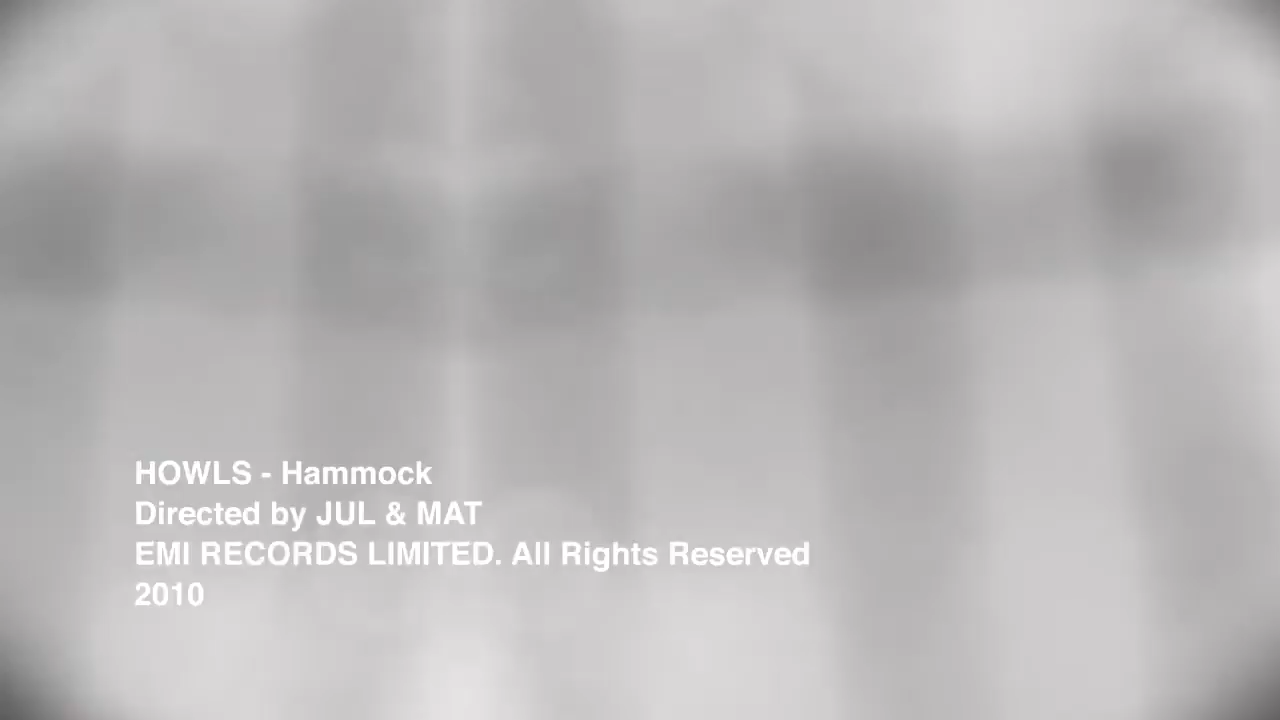 HOWLS - Hammock
Directed by JUL & MAT
EMI RECORDS LIMITED. All Rights Reserved
2010